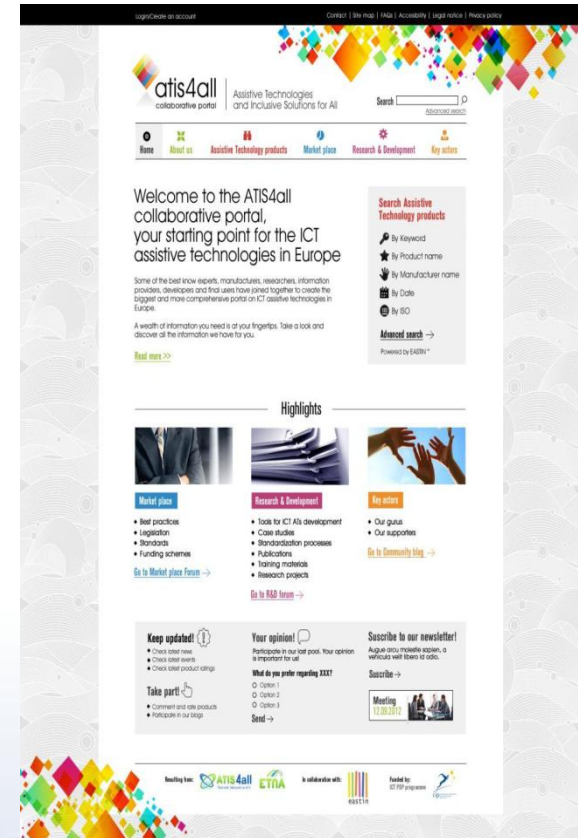 Login/Create an account
Contact | Site map | FAQs | Accessibility | Legal notice | Privacy policy
atis4all
collaborative portal
Assistive Technologies
and Inclusive Solutions for All
Search
Advanced search
Home
About us
Assistive Technology products
Market place
Research & Development
Key actors
Welcome to the ATIS4all
collaborative portal,
your starting point for the ICT
assistive technologies in Europe
Some of the best know experts, manufacturers, researchers, information
providers, developers and final users have joined together to create the
biggest and more comprehensive portal on ICT assistive technologies in
Europe.
A wealth of information you need is at your fingertips. Take a look and
discover all the information we have for you.
Read more >>
Search Assistive
Technology products
By Keyword
By Product name
By Manufacturer name
By Date
By ISO
Advanced search →
Powered by EASTIN
Highlights
Market place
• Best practices
• Legislation
• Standards
• Funding schemes
Go to Market place Forum →
Research & Development
• Tools for ICT ATs development
• Case studies
• Standardization processes
• Publications
• Training materials
• Research projects
Go to R&D forum →
Key actors
• Our gurus
• Our supporters
Go to Community blog →
Keep updated!
• Check latest news
• Check latest events
• Check latest product ratings
Take part!
• Comment and rate products
• Participate in our blogs
Your opinion!
Participate in our last pool. Your opinion
is important for us!
What do you prefer regarding XXX?
Option 1
Option 2
Option 3
Send →
Suscribe to our newsletter!
Augue arcu molestie sapien, a
vehicula velit libero id odio.
Suscribe →
Meeting
12.09.2012
Resulting from:
ATIS4all
ETNA
In collaboration with:
eastin
Funded by:
ICT PSP programme